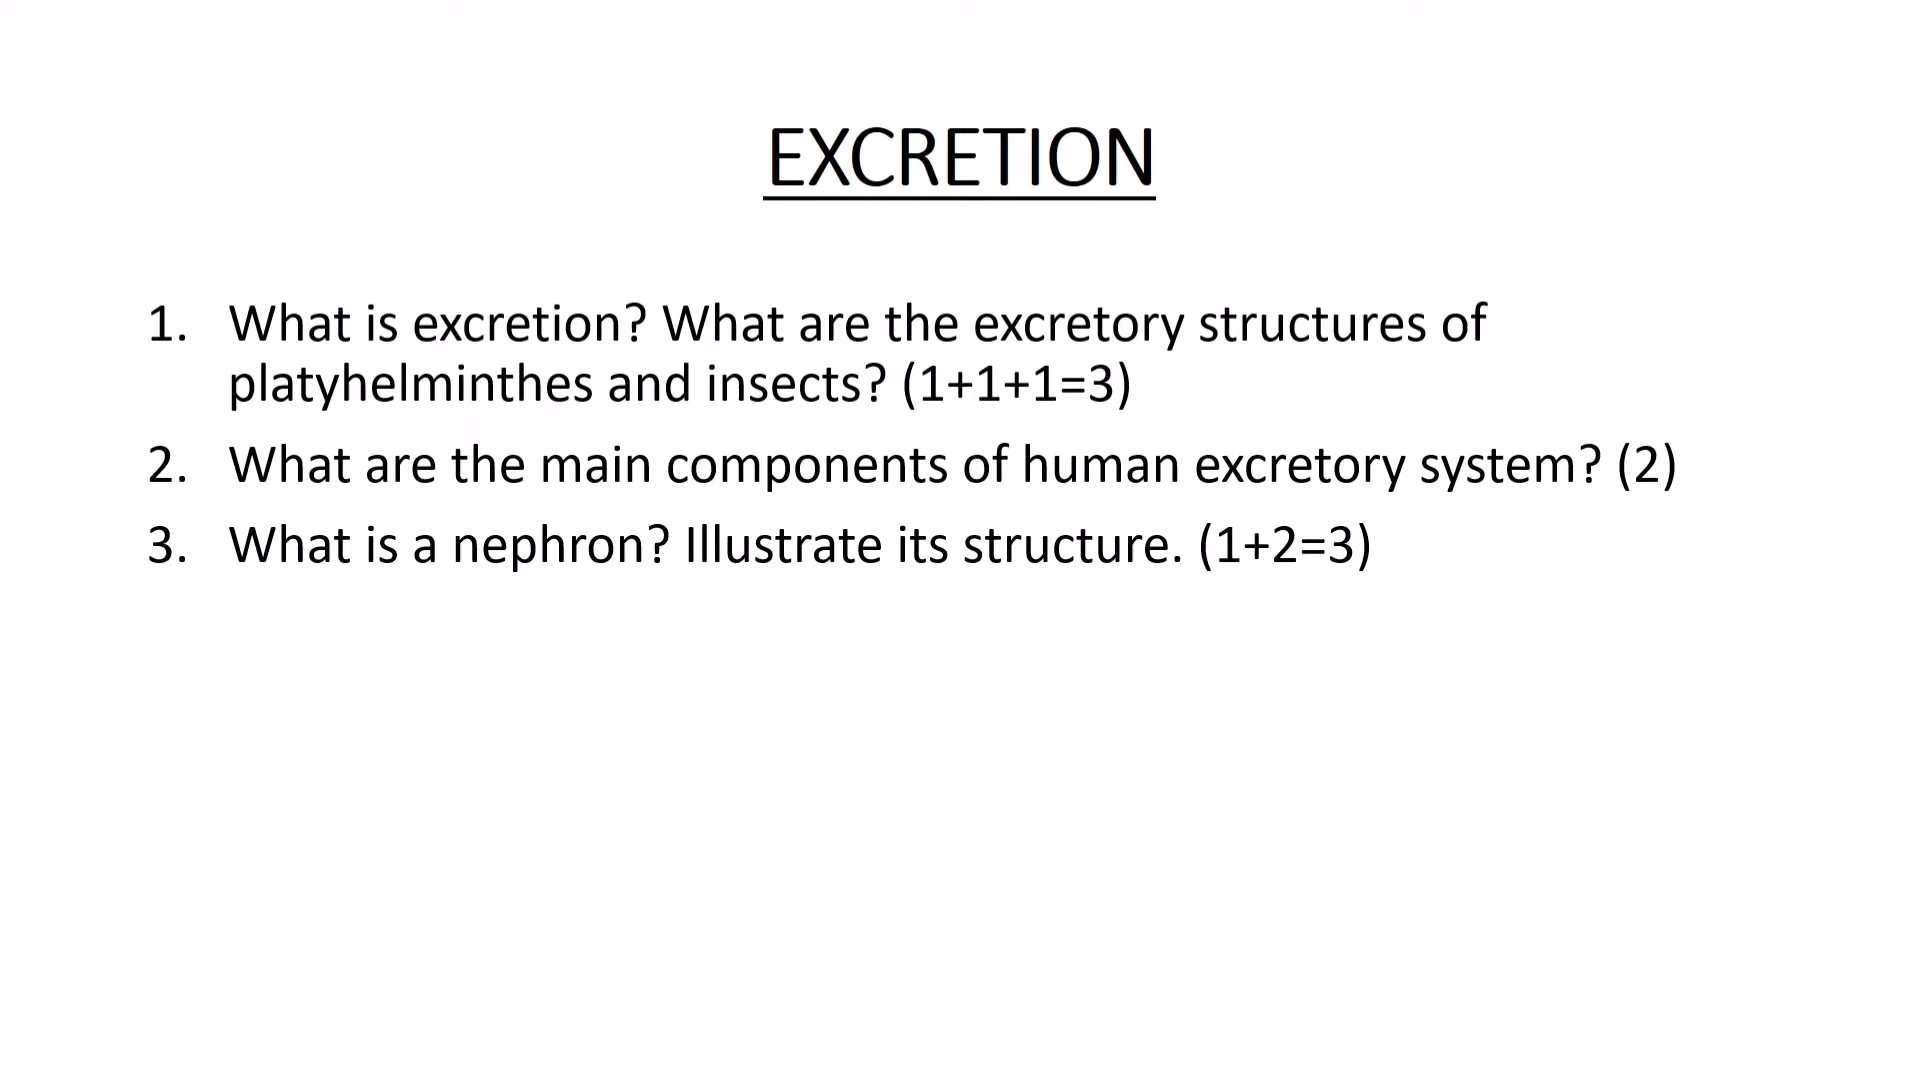 EXCRETION
1. What is excretion? What are the excretory structures of
platyhelminthes and insects? (1+1+1=3)
2. What are the main components of human excretory system? (2)
3. What is a nephron? Illustrate its structure. (1+2=3)